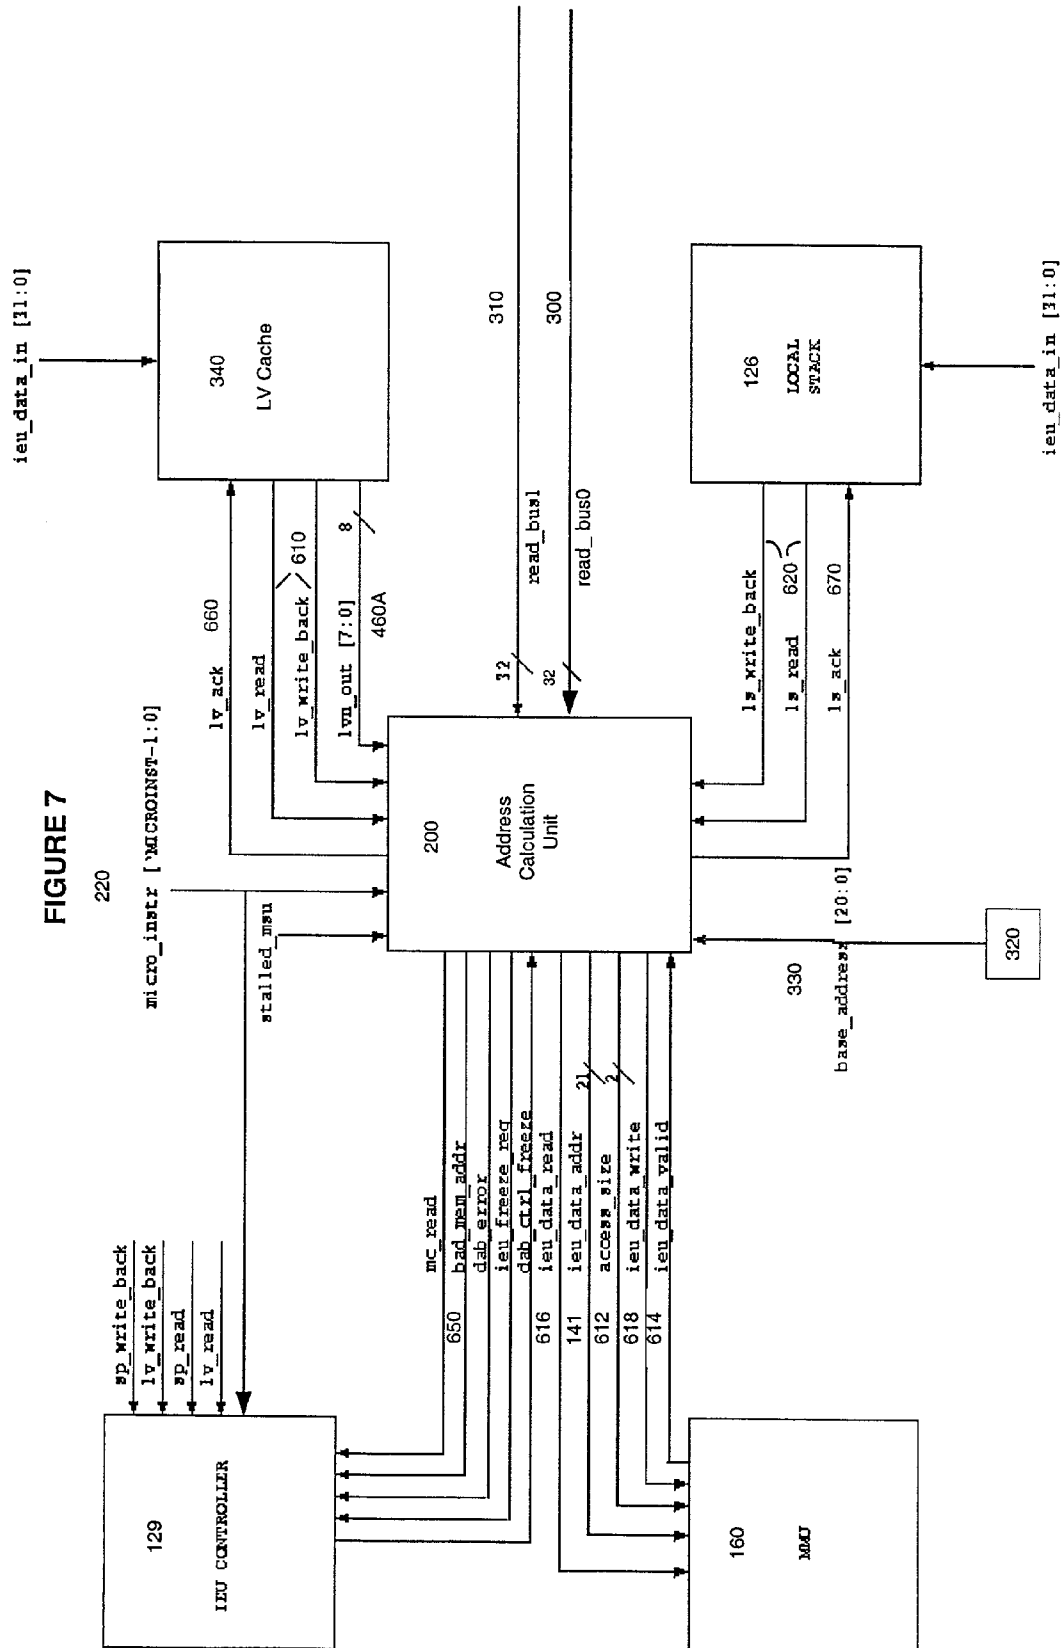 FIGURE 7
220
micro_instr ['MICROINST-1:0]
stalled_msu
sp_write_back
lv_write_back
sp_read
lv_read
129
IEU CONTROLLER
ieu_data_in [31:0]
340
LV Cache
660
lv_ack
lv_read
610
lv_write_back
lvn_out [7:0]
8
460A
200
Address
Calculation
Unit
310
read_bus1
32
300
read_bus0
32
mc_read
650
bad_mem_addr
dab_error
ieu_freeze_req
dab_ctrl_freeze
616
ieu_data_read
141
ieu_data_addr
21
612
access_size
2
618
ieu_data_write
614
ieu_data_valid
160
MMU
330
base_address [20:0]
320
ls_write_back
620
ls_read
670
ls_ack
126
LOCAL
STACK
ieu_data_in [31:0]